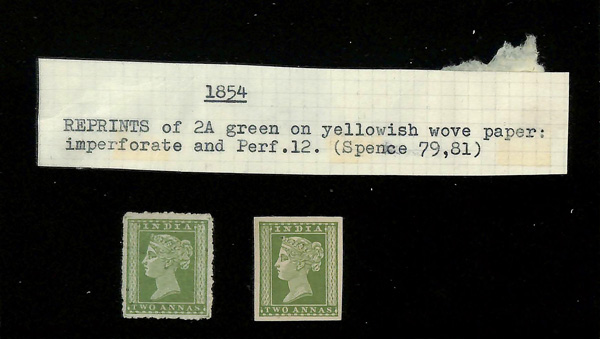 1854
REPRINTS of 2A green on yellowish wove paper:
imperforate and Perf.12. (Spence 79,81)
INDIA
TWO ANNAS
INDIA
TWO ANNAS